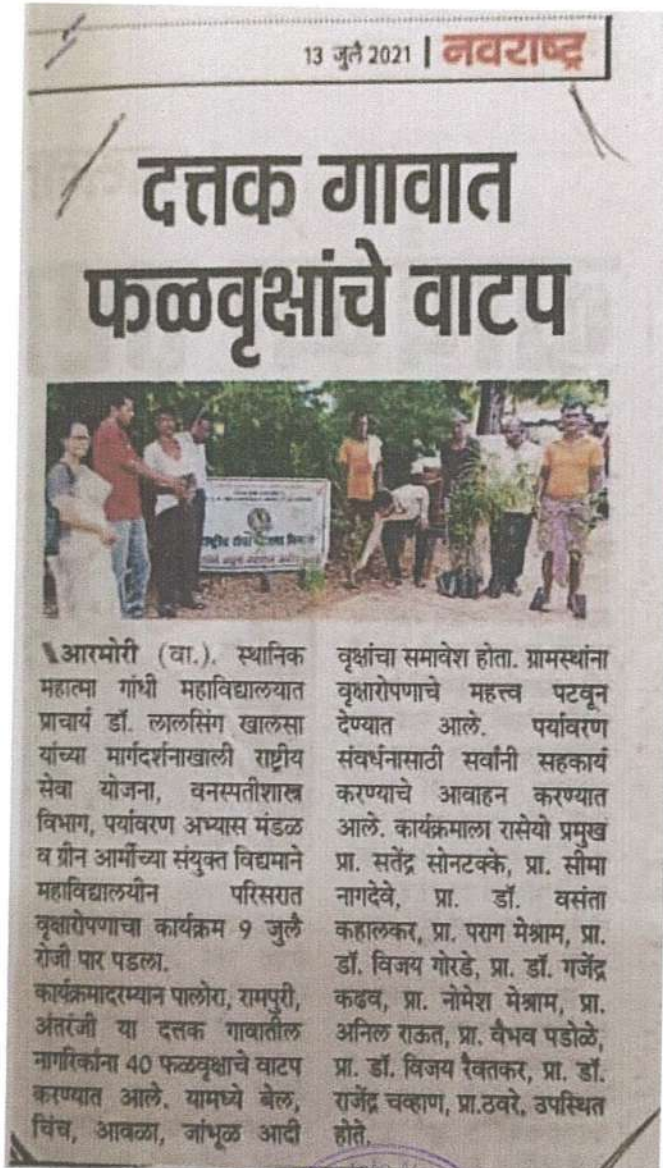 13 जुलै 2021 | नवराष्ट्र
दत्तक गावात
फळवृक्षांचे वाटप
आरमोरी (वा.). स्थानिक
महात्मा गांधी महाविद्यालयात
प्राचार्य डॉ. लालसिंग खालसा
यांच्या मार्गदर्शनाखाली राष्ट्रीय
सेवा योजना, वनस्पतीशास्त्र
विभाग, पर्यावरण अभ्यास मंडळ
व ग्रीन आर्मीच्या संयुक्त विद्यमाने
महाविद्यालयीन परिसरात
वृक्षारोपणाचा कार्यक्रम 9 जुलै
रोजी पार पडला.
कार्यक्रमादरम्यान पालोरा, रामपुरी,
अंतरंजी या दत्तक गावातील
नागरिकांना 40 फळवृक्षाचे वाटप
करण्यात आले. यामध्ये बेल,
चिंच, आवळा, जांभूळ आदी
वृक्षांचा समावेश होता. ग्रामस्थांना
वृक्षारोपणाचे महत्त्व पटवून
देण्यात आले. पर्यावरण
संवर्धनासाठी सर्वांनी सहकार्य
करण्याचे आवाहन करण्यात
आले. कार्यक्रमाला रासेयो प्रमुख
प्रा. सतेंद्र सोनटक्के, प्रा. सीमा
नागदेवे, प्रा. डॉ. वसंता
कहालकर, प्रा. पराग मेश्राम, प्रा.
डॉ. विजय गोरडे, प्रा. डॉ. गजेंद्र
कढव, प्रा. नोमेश मेश्राम, प्रा.
अनिल राऊत, प्रा. वैभव पडोळे,
प्रा. डॉ. विजय रैवतकर, प्रा. डॉ.
राजेंद्र चव्हाण, प्रा.ठवरे, उपस्थित
होते.